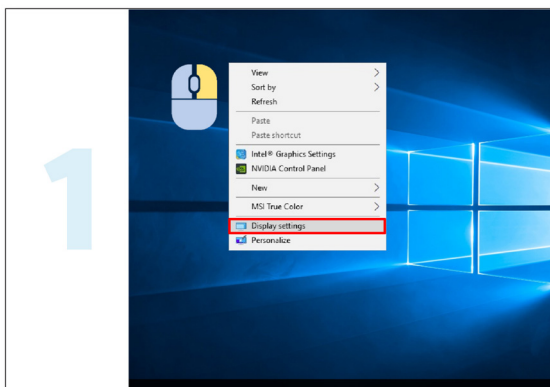 1
View
Sort by
Refresh
Paste
Paste shortcut
Intel® Graphics Settings
NVIDIA Control Panel
New
MSI True Color
Display settings
Personalize